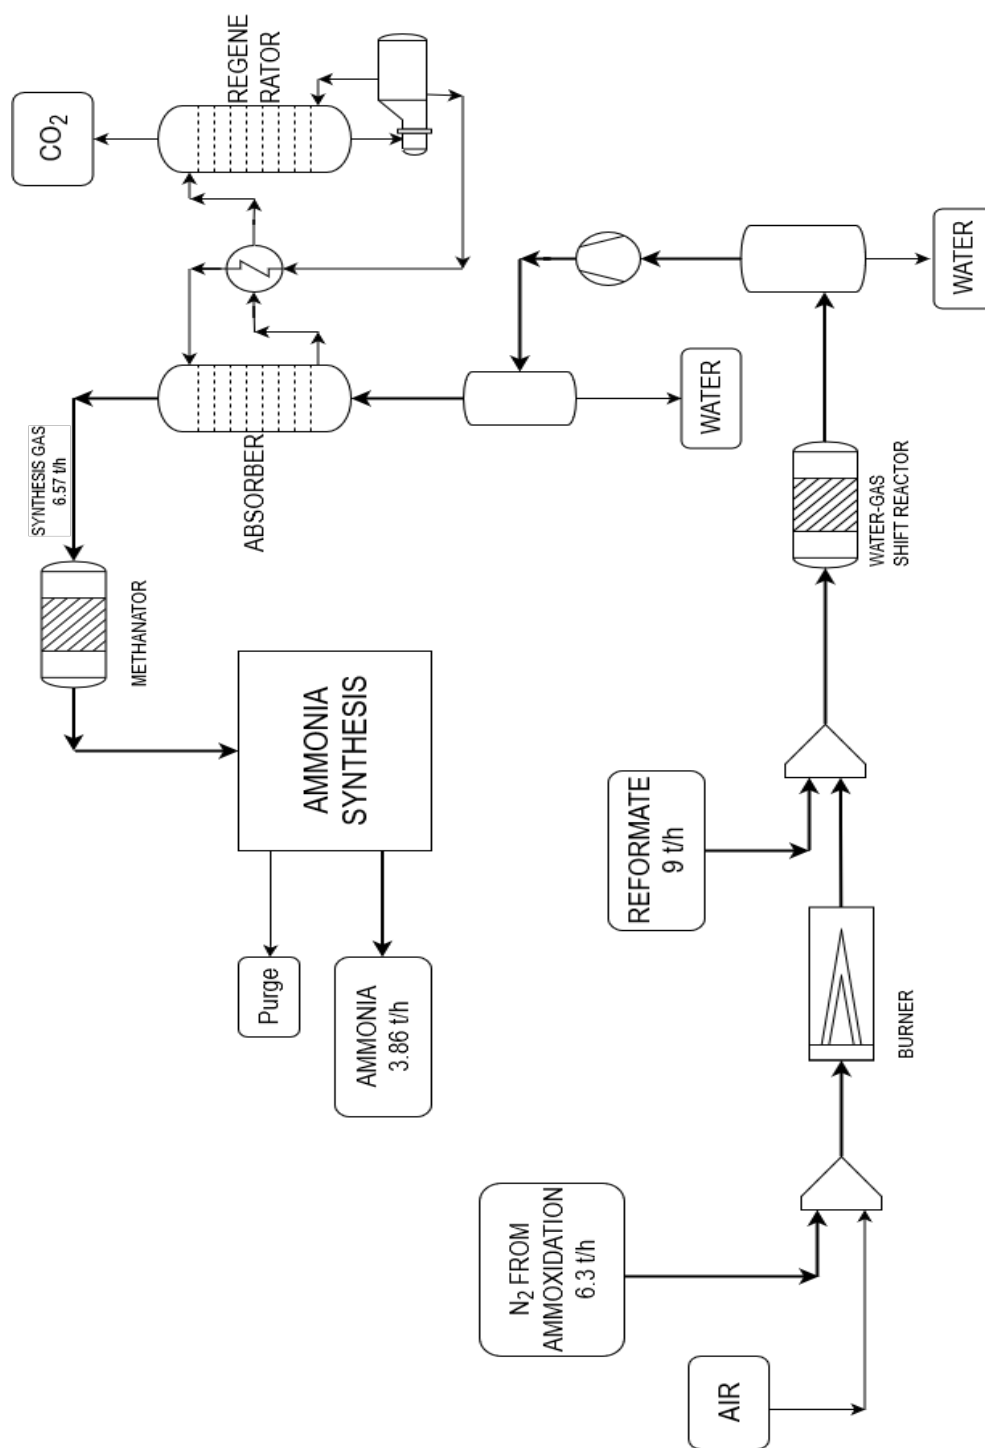 AIR
N₂ FROM
AMMOXIDATION
6.3 t/h
BURNER
REFORMATE
9 t/h
WATER-GAS
SHIFT REACTOR
WATER
WATER
ABSORBER
REGENE
RATOR
CO₂
SYNTHESIS GAS
6.57 t/h
METHANATOR
AMMONIA
SYNTHESIS
Purge
AMMONIA
3.86 t/h